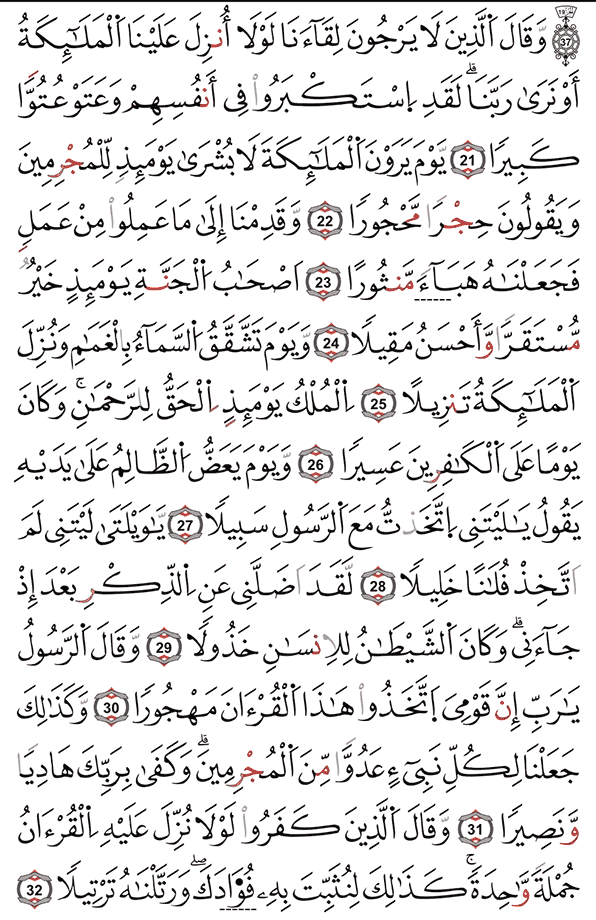 وَقَالَ ٱلَّذِينَ لَا يَرْجُونَ لِقَآءَنَا لَوْلَا أُنزِلَ عَلَيْنَا ٱلْمَلَـٰٓئِكَةُ
أَوْ نَرَىٰ رَبَّنَا ۗ لَقَدِ ٱسْتَكْبَرُوا۟ فِىٓ أَنفُسِهِمْ وَعَتَوْ عُتُوًّا
كَبِيرًا 21 يَوْمَ يَرَوْنَ ٱلْمَلَـٰٓئِكَةَ لَا بُشْرَىٰ يَوْمَئِذٍ لِّلْمُجْرِمِينَ
وَيَقُولُونَ حِجْرًا مَّحْجُورًا 22 وَقَدِمْنَآ إِلَىٰ مَا عَمِلُوا۟ مِنْ عَمَلٍ
فَجَعَلْنَـٰهُ هَبَآءً مَّنثُورًا 23 أَصْحَـٰبُ ٱلْجَنَّةِ يَوْمَئِذٍ خَيْرٌ
مُّسْتَقَرًّا وَأَحْسَنُ مَقِيلًا 24 وَيَوْمَ تَشَّقَّقُ ٱلسَّمَآءُ بِٱلْغَمَـٰمِ وَنُزِّلَ
ٱلْمَلَـٰٓئِكَةُ تَنزِيلًا 25 ٱلْمُلْكُ يَوْمَئِذٍ ٱلْحَقُّ لِلرَّحْمَـٰنِ ۚ وَكَانَ
يَوْمًا عَلَى ٱلْكَـٰفِرِينَ عَسِيرًا 26 وَيَوْمَ يَعَضُّ ٱلظَّالِمُ عَلَىٰ يَدَيْهِ
يَقُولُ يَـٰلَيْتَنِى ٱتَّخَذتُّ مَعَ ٱلرَّسُولِ سَبِيلًا 27 يَـٰوَيْلَتَىٰ لَيْتَنِى لَمْ
أَتَّخِذْ فُلَانًا خَلِيلًا 28 لَّقَدْ أَضَلَّنِى عَنِ ٱلذِّكْرِ بَعْدَ إِذْ
جَآءَنِى ۗ وَكَانَ ٱلشَّيْطَـٰنُ لِلْإِنسَـٰنِ خَذُولًا 29 وَقَالَ ٱلرَّسُولُ
يَـٰرَبِّ إِنَّ قَوْمِىَ ٱتَّخَذُوا۟ هَـٰذَا ٱلْقُرْءَانَ مَهْجُورًا 30 وَكَذَٰلِكَ
جَعَلْنَا لِكُلِّ نَبِىٓءٍ عَدُوًّا مِّنَ ٱلْمُجْرِمِينَ ۗ وَكَفَىٰ بِرَبِّكَ هَادِيًا
وَنَصِيرًا 31 وَقَالَ ٱلَّذِينَ كَفَرُوا۟ لَوْلَا نُزِّلَ عَلَيْهِ ٱلْقُرْءَانُ
جُمْلَةً وَٰحِدَةً ۚ كَذَٰلِكَ لِنُثَبِّتَ بِهِۦ فُؤَادَكَ ۖ وَرَتَّلْنَـٰهُ تَرْتِيلًا 32